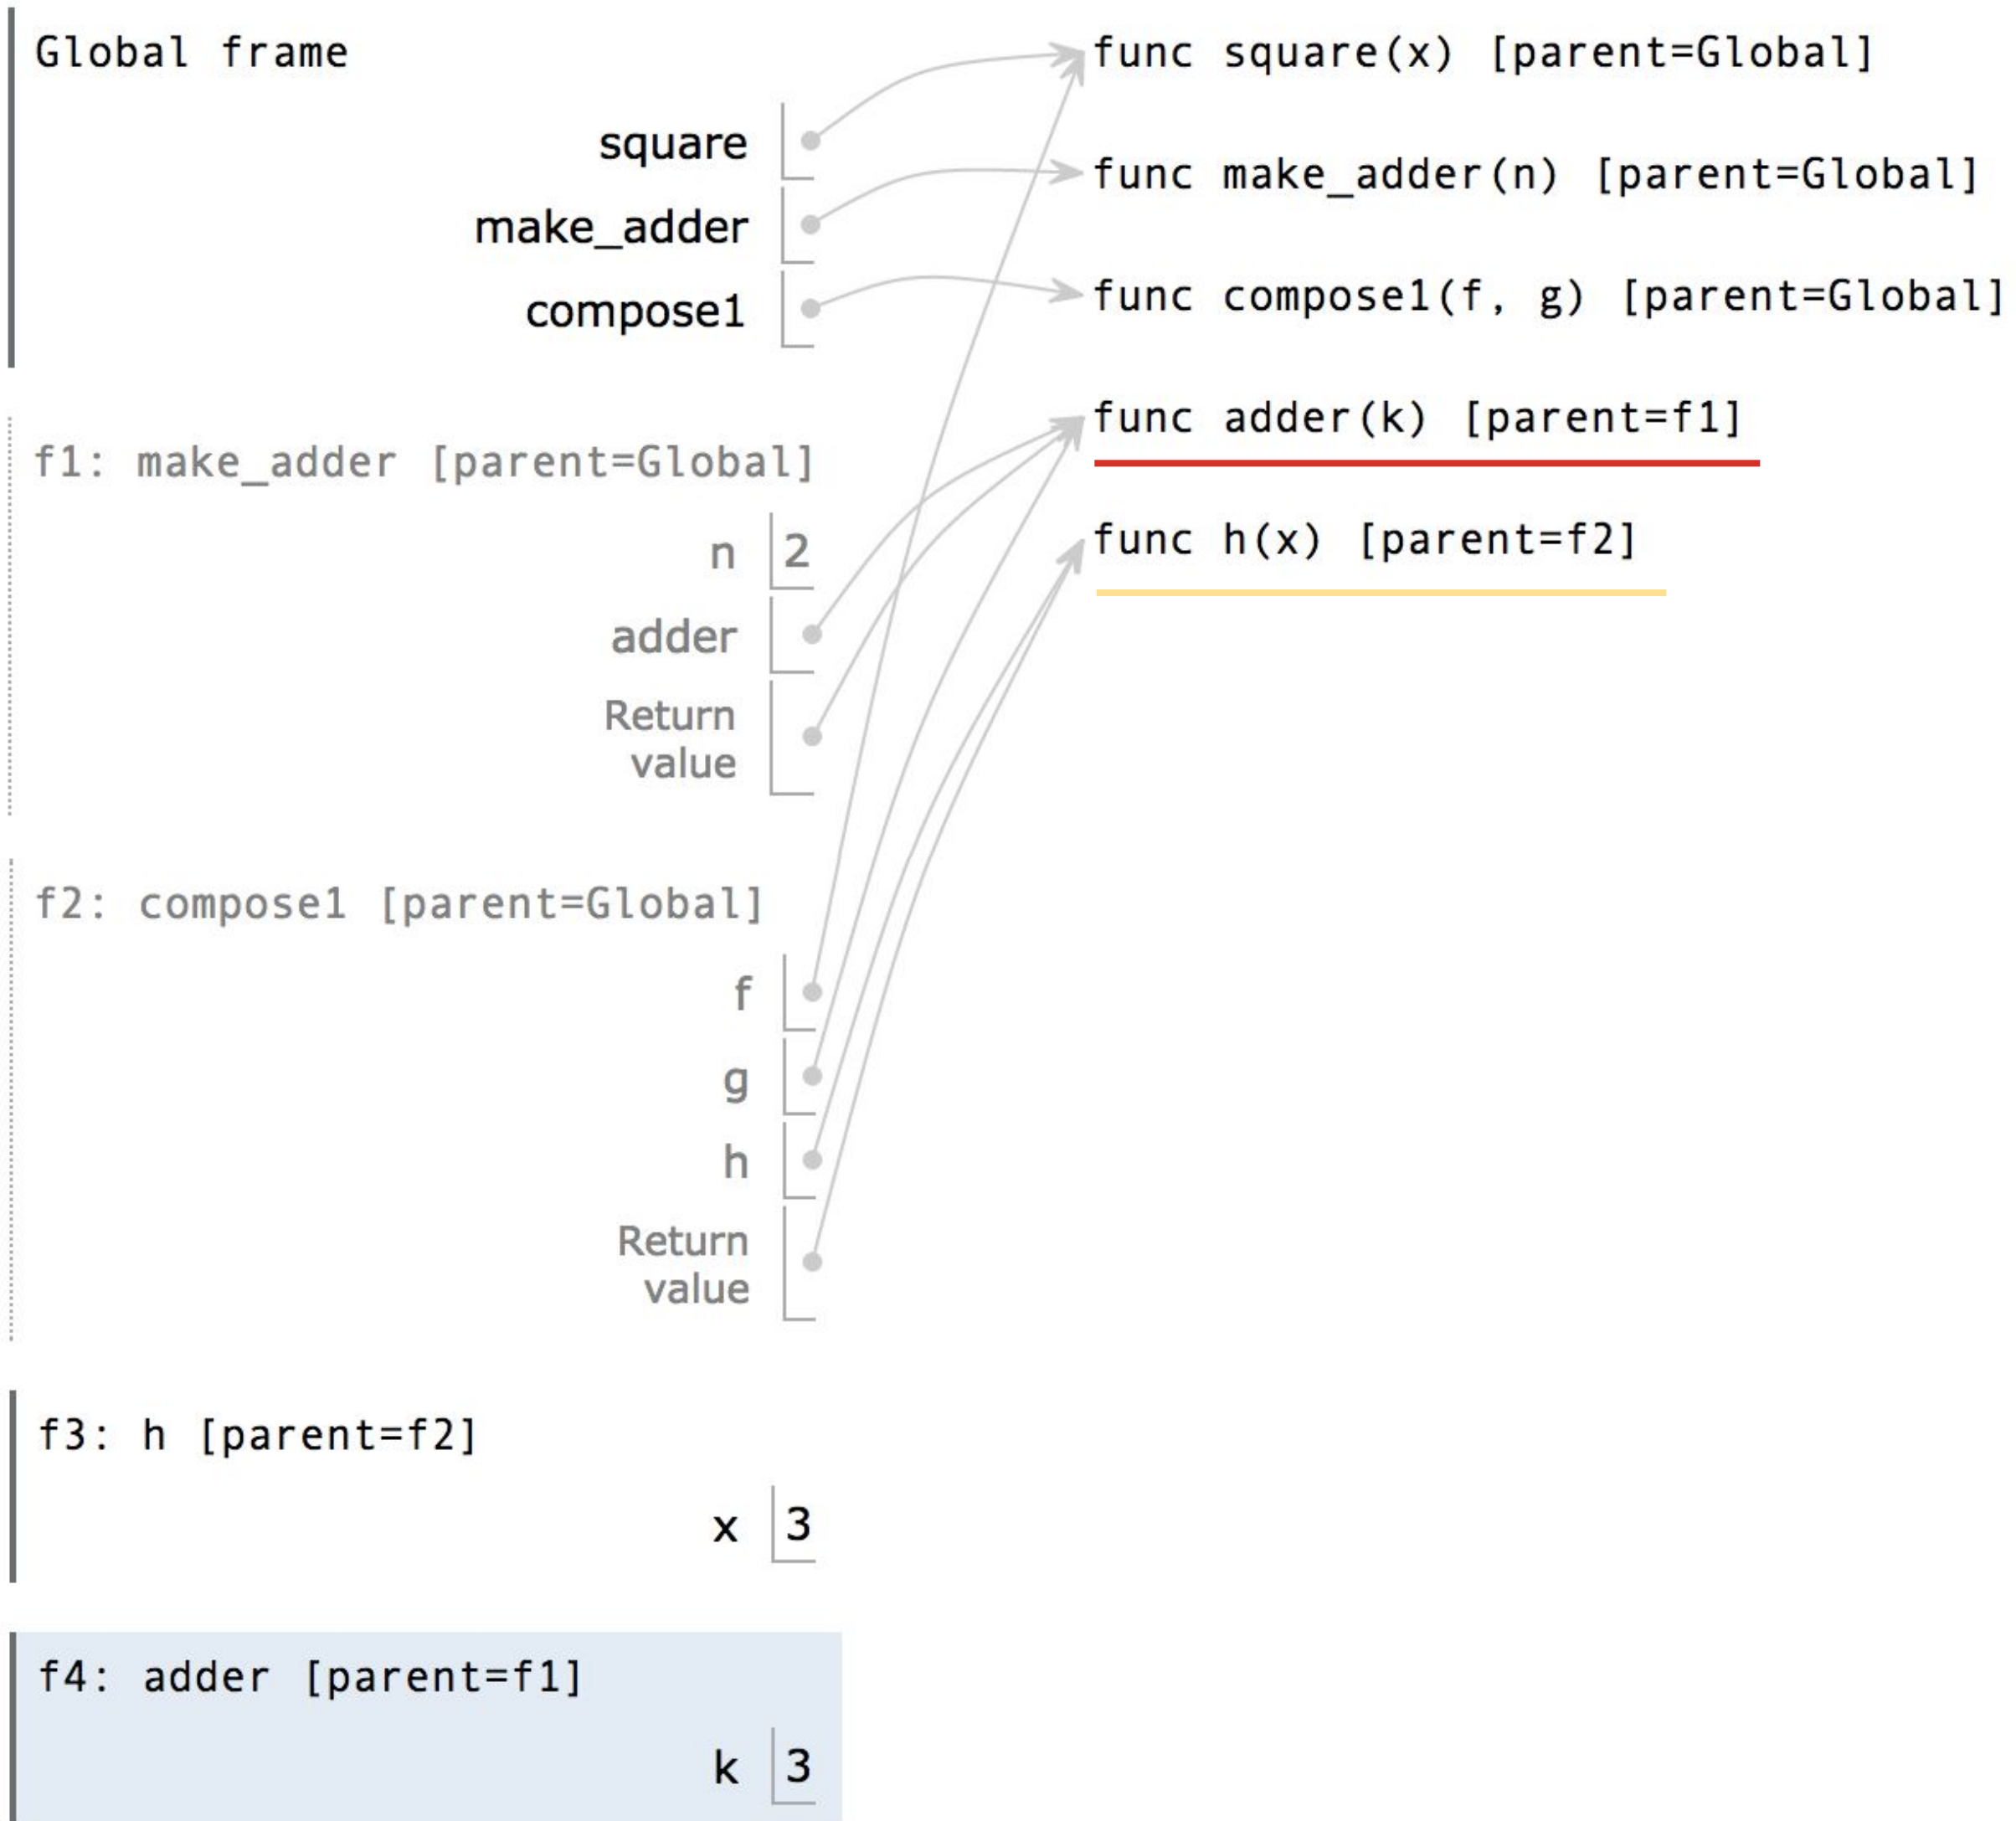 Global frame
square
make_adder
compose1
func square(x) [parent=Global]
func make_adder(n) [parent=Global]
func compose1(f, g) [parent=Global]
func adder(k) [parent=f1]
func h(x) [parent=f2]
f1: make_adder [parent=Global]
n 2
adder
Return
value
f2: compose1 [parent=Global]
f
g
h
Return
value
f3: h [parent=f2]
x 3
f4: adder [parent=f1]
k 3